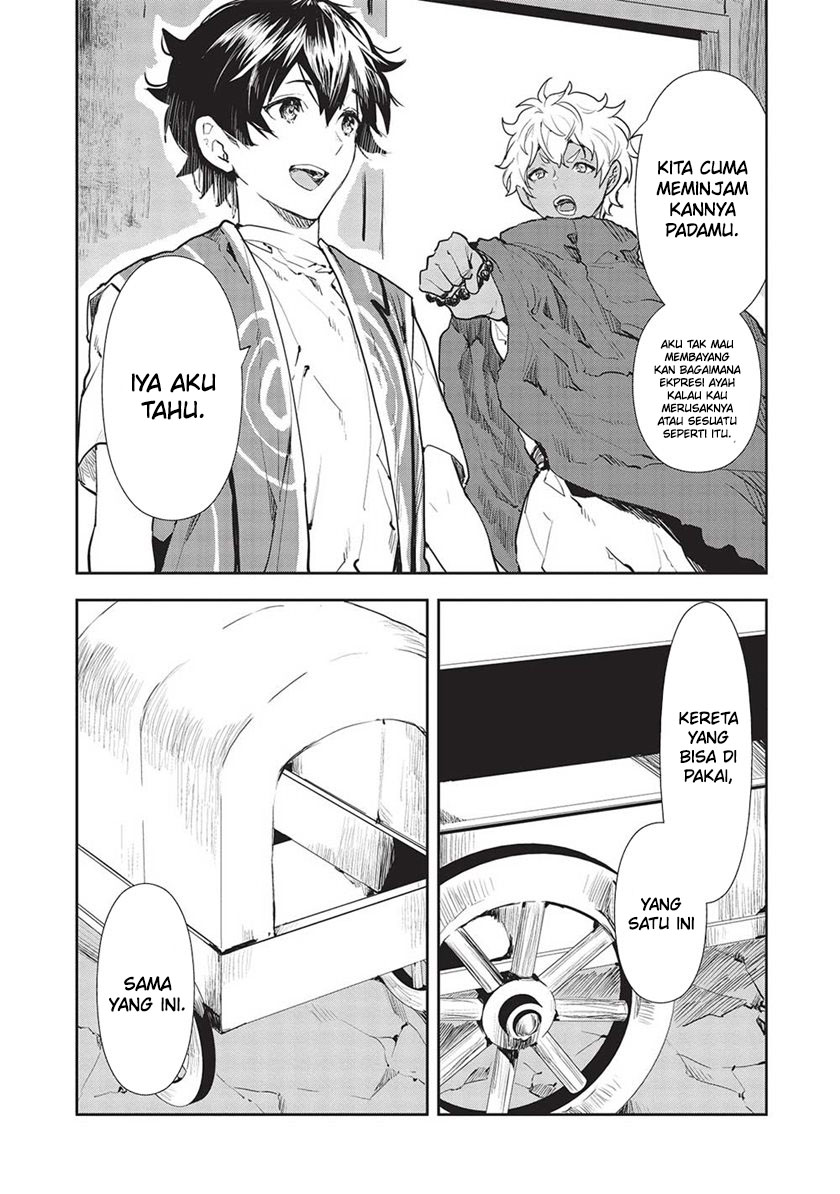 KITA CUMA
MEMINJAM
KANNYA
PADAMU.
AKU TAK MAU
MEMBAYANG
KAN BAGAIMANA
EKPRESI AYAH
KALAU KAU
MERUSAKNYA
ATAU SESUATU
SEPERTI ITU.
IYA AKU
TAHU.
KERETA
YANG
BISA DI
PAKAI,
YANG
SATU INI
SAMA
YANG INI.